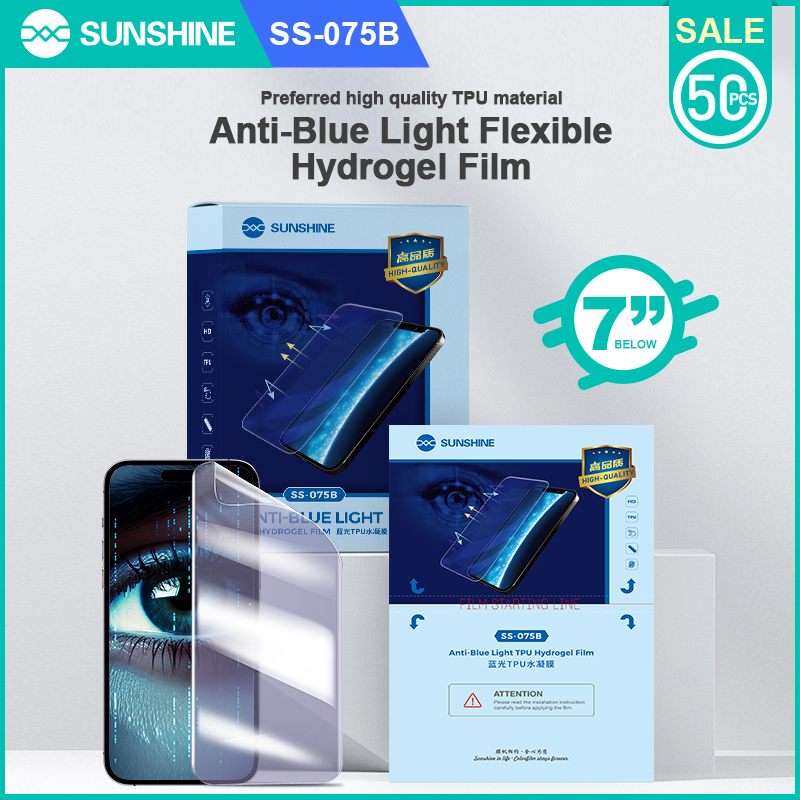 SUNSHINE
SS-075B
SALE
50
PCS
Preferred high quality TPU material
Anti-Blue Light Flexible
Hydrogel Film
SUNSHINE
高品质
HIGH-QUALITY
HD
TPU
7”
BELOW
SS-075B
NTI-BLUE LIGHT
HYDROGEL FILM 蓝光TPU水凝膜
SUNSHINE
高品质
HIGH-QUALITY
HD
TPU
FILM STARTING LINE
SS-075B
Anti-Blue Light TPU Hydrogel Film
蓝光TPU水凝膜
ATTENTION
Please read the installation instruction
carefully before applying the film.
Sunshine in life · Colorfilm stays forever.